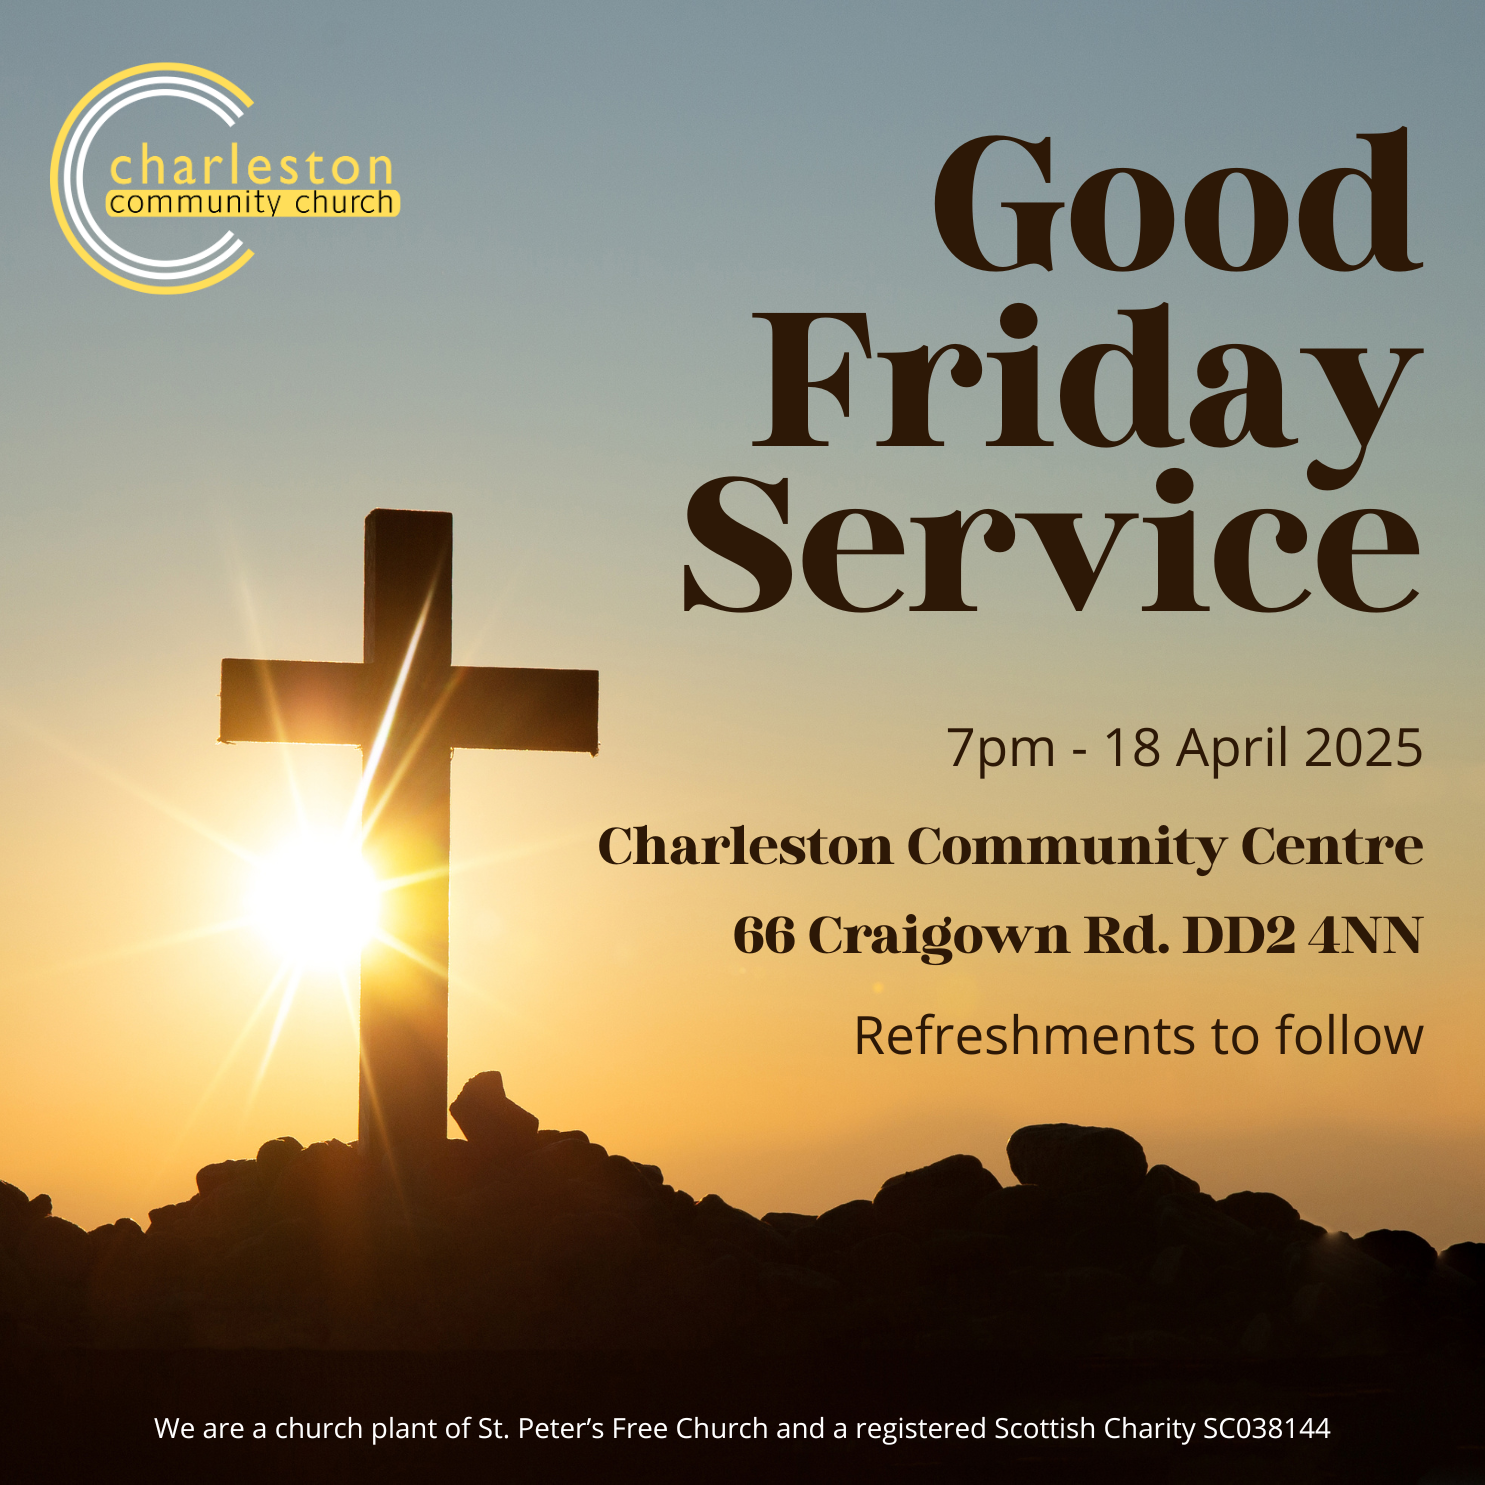 charleston
community church
Good
Friday
Service
7pm - 18 April 2025
Charleston Community Centre
66 Craigown Rd. DD2 4NN
Refreshments to follow
We are a church plant of St. Peter’s Free Church and a registered Scottish Charity SC038144